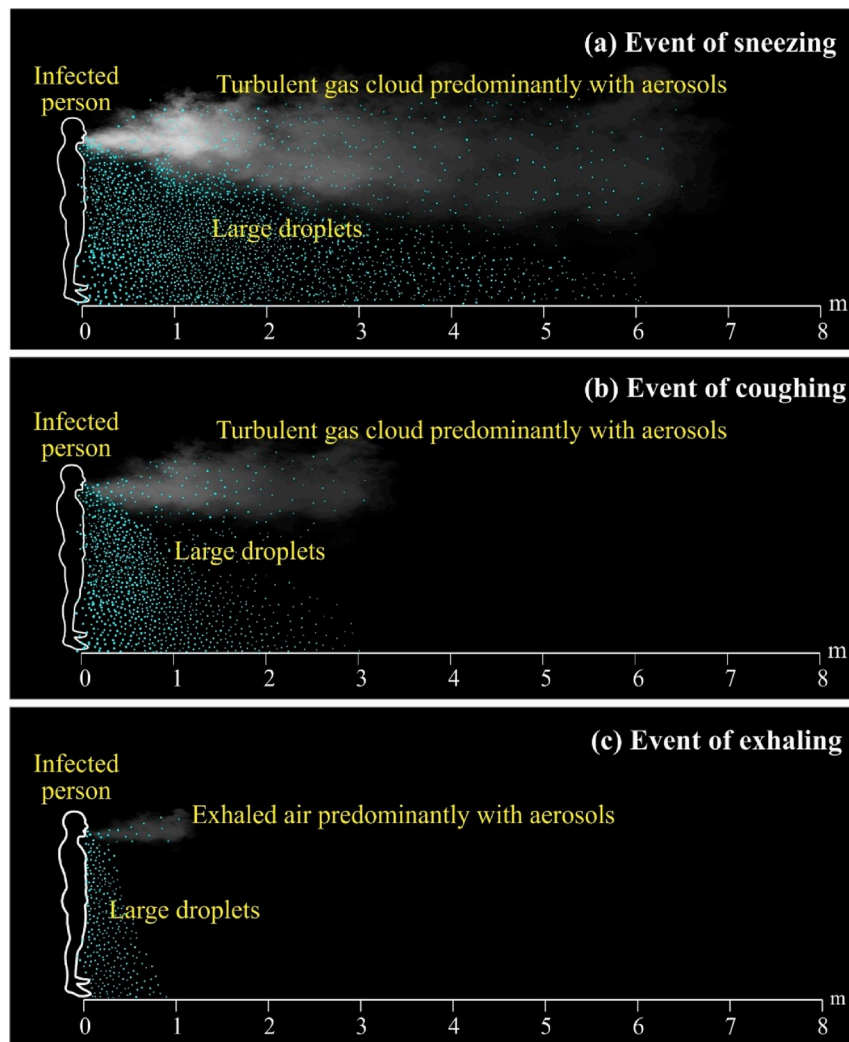 (a) Event of sneezing
Infected
person
Turbulent gas cloud predominantly with aerosols
Large droplets
m
0 1 2 3 4 5 6 7 8
(b) Event of coughing
Infected
person
Turbulent gas cloud predominantly with aerosols
Large droplets
m
0 1 2 3 4 5 6 7 8
(c) Event of exhaling
Infected
person
Exhaled air predominantly with aerosols
Large droplets
m
0 1 2 3 4 5 6 7 8